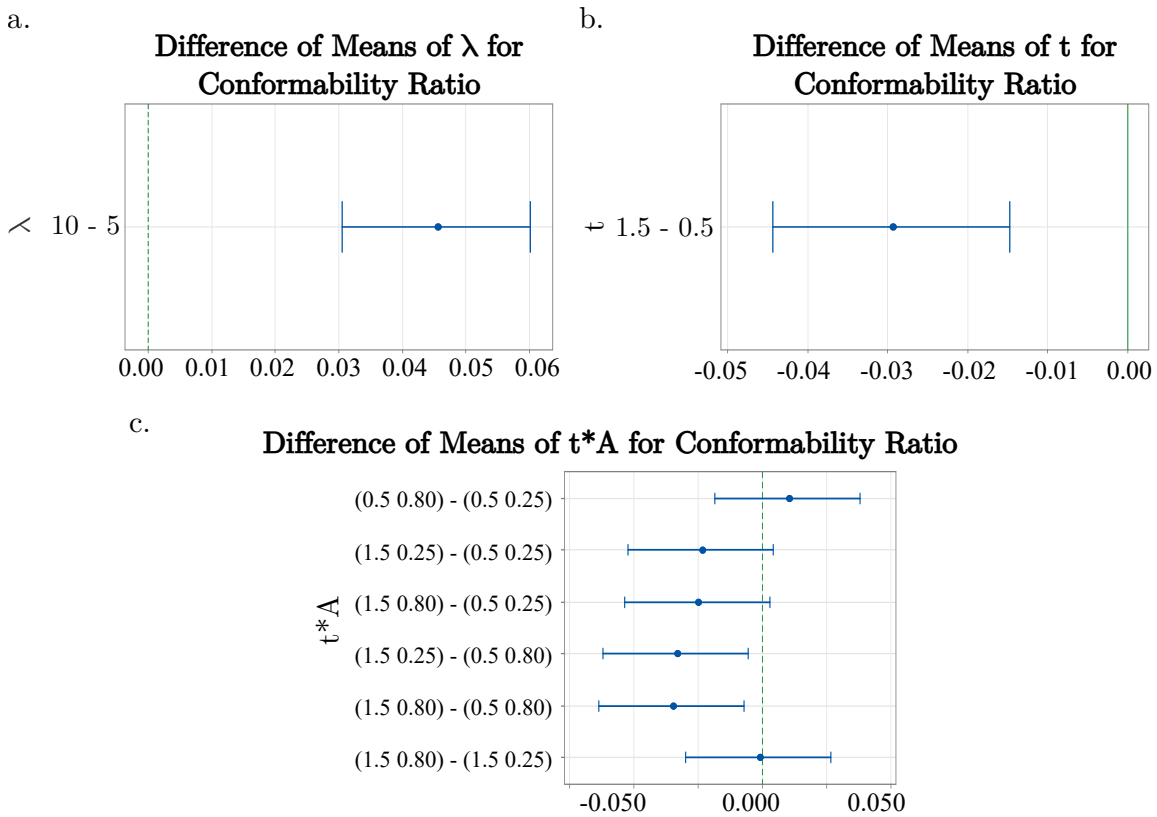 a.
Difference of Means of λ for
Conformability Ratio
λ 10 - 5
0.00 0.01 0.02 0.03 0.04 0.05 0.06
b.
Difference of Means of t for
Conformability Ratio
t 1.5 - 0.5
-0.05 -0.04 -0.03 -0.02 -0.01 0.00
c.
Difference of Means of t*A for Conformability Ratio
t*A
(0.5 0.80) - (0.5 0.25)
(1.5 0.25) - (0.5 0.25)
(1.5 0.80) - (0.5 0.25)
(1.5 0.25) - (0.5 0.80)
(1.5 0.80) - (0.5 0.80)
(1.5 0.80) - (1.5 0.25)
-0.050 0.000 0.050